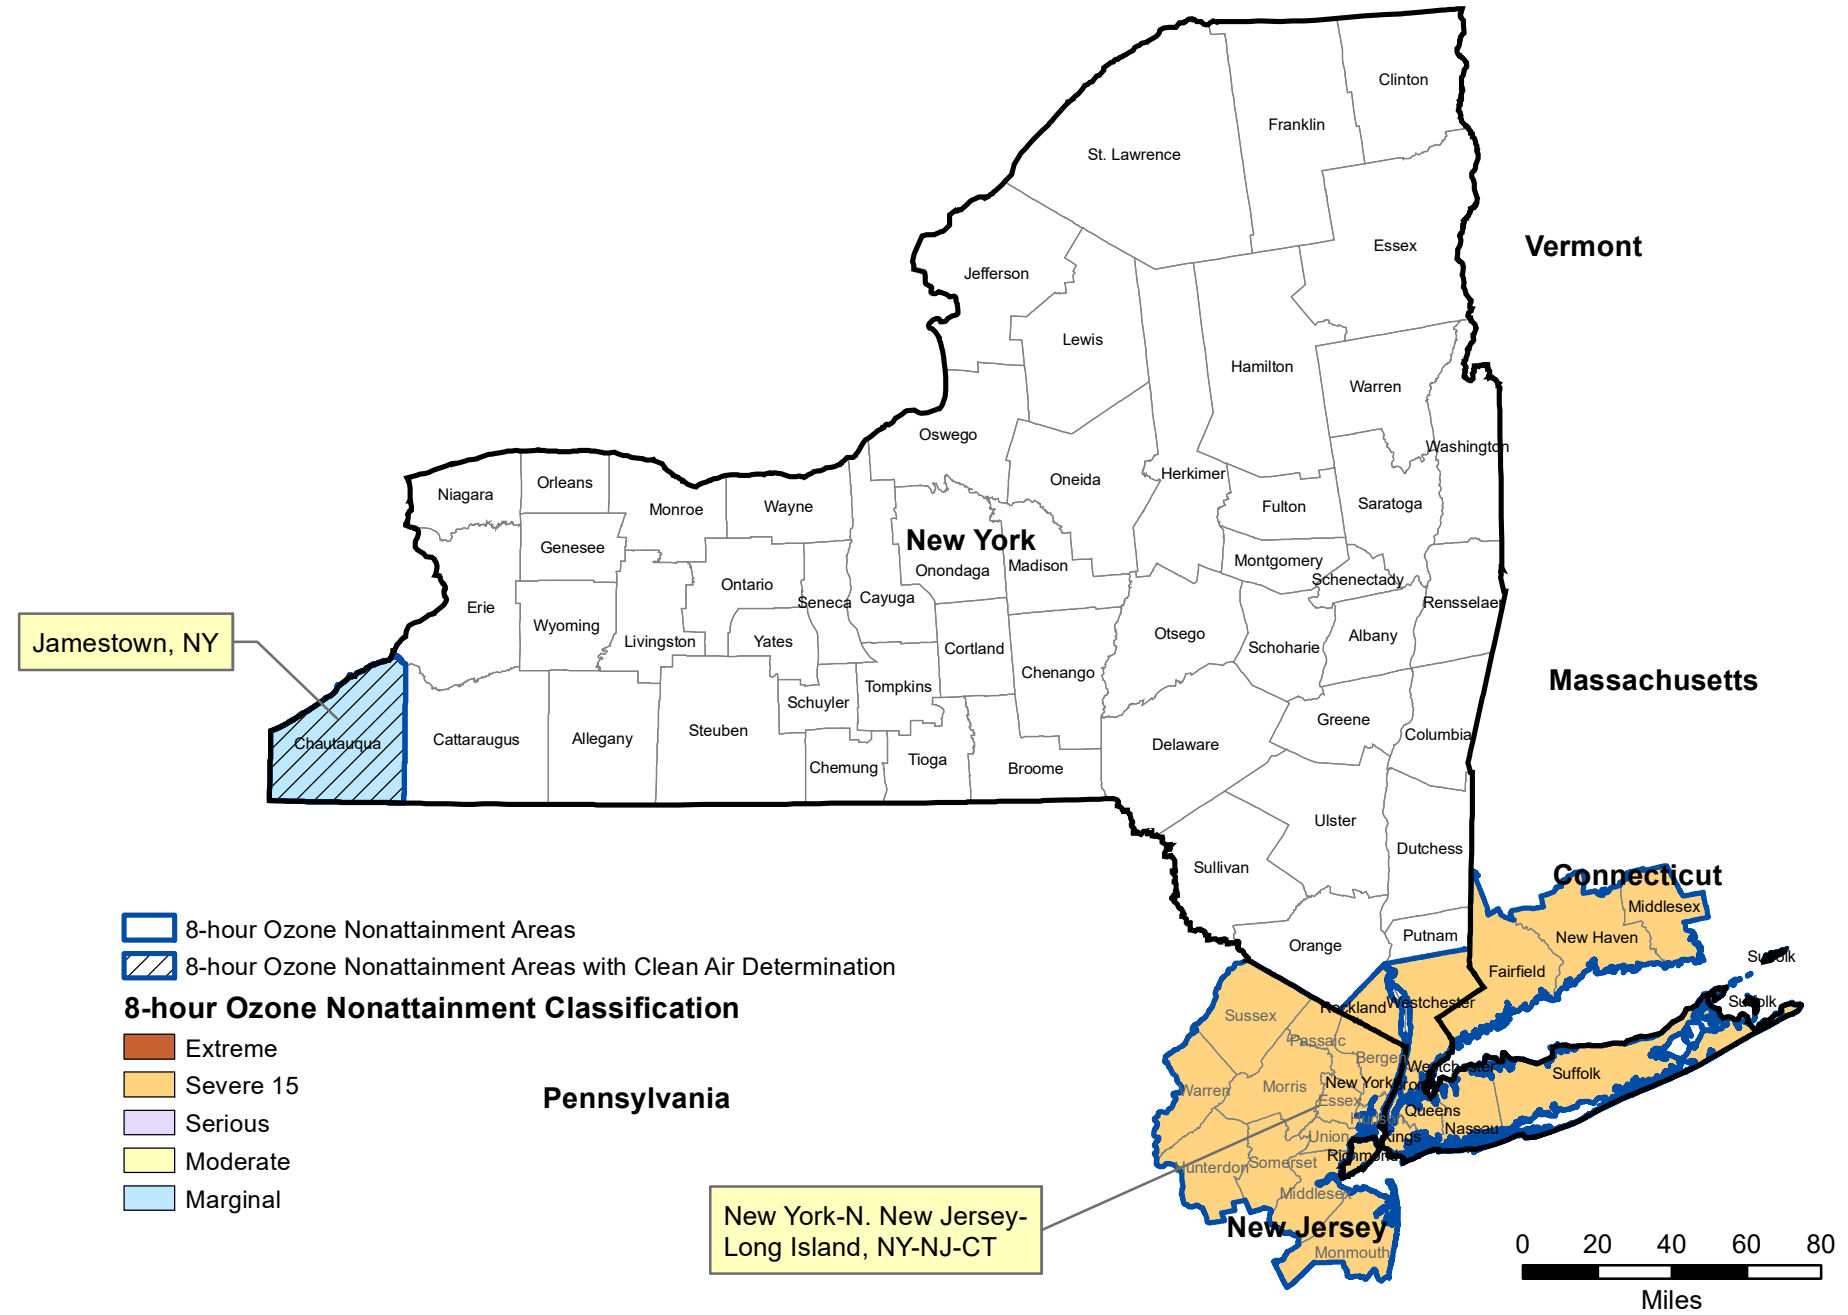 Clinton
Franklin
St. Lawrence
Essex
Vermont
Jefferson
Lewis
Hamilton
Warren
Oswego
Washington
Oneida
Herkimer
Niagara
Orleans
Monroe
Wayne
Fulton
Saratoga
New York
Genesee
Onondaga
Madison
Montgomery
Schenectady
Ontario
Seneca
Cayuga
Rensselaer
Erie
Wyoming
Livingston
Yates
Cortland
Otsego
Schoharie
Albany
Jamestown, NY
Chenango
Massachusetts
Schuyler
Tompkins
Greene
Columbia
Chautauqua
Cattaraugus
Allegany
Steuben
Chemung
Tioga
Broome
Delaware
Ulster
Dutchess
Sullivan
Connecticut
Middlesex
New Haven
Putnam
Orange
Fairfield
Suffolk
Suffolk
Rockland
Westchester
Sussex
Passaic
Bergen
Westchester
Suffolk
New York
Bronx
Morris
Warren
Essex
Hudson
Queens
Nassau
Union
Kings
Richmond
Somerset
Hunterdon
Middlesex
New Jersey
Monmouth
8-hour Ozone Nonattainment Areas
8-hour Ozone Nonattainment Areas with Clean Air Determination
8-hour Ozone Nonattainment Classification
Extreme
Severe 15
Serious
Moderate
Marginal
Pennsylvania
New York-N. New Jersey-
Long Island, NY-NJ-CT
0 20 40 60 80
Miles